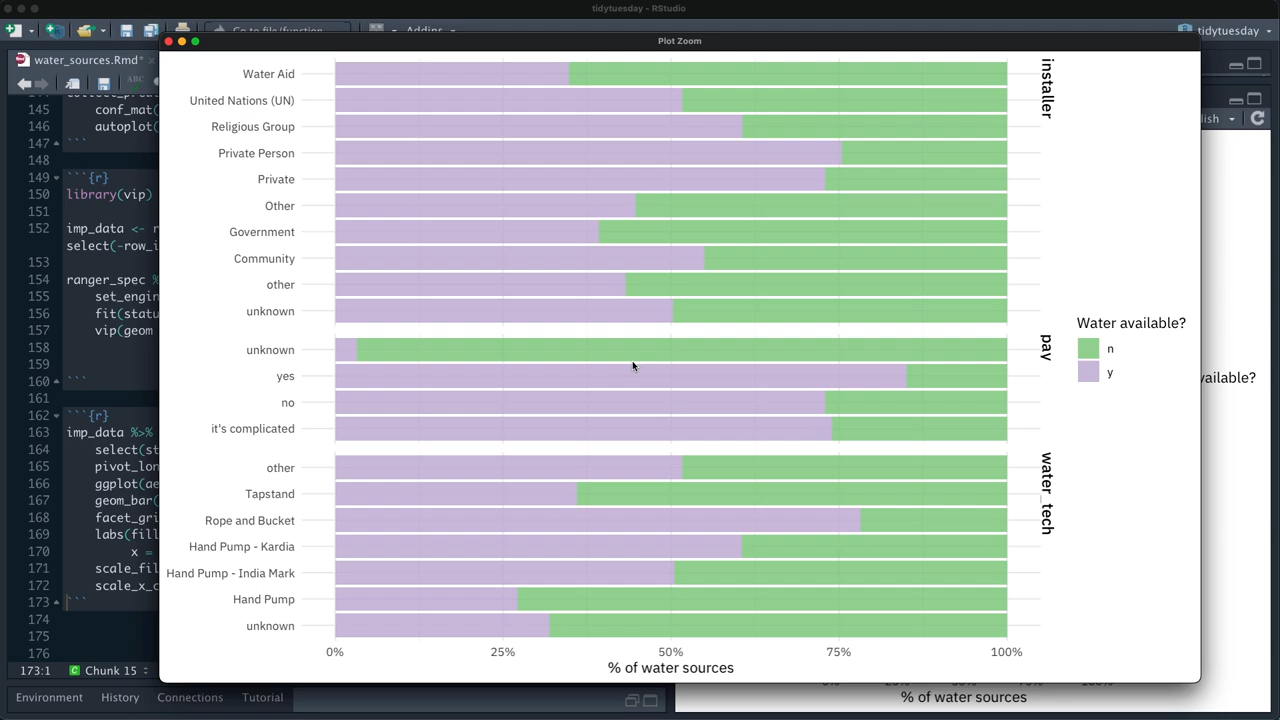 tidytuesday - RStudio
Go to file/function
Addins
tidytuesday
water_sources.Rmd*
Plot Zoom
145 conf_mat(
146 autoplot(
147 ```
148
149 ```{r}
150 library(vip)
151
152 imp_data <- r
select(-row_i
153
154 ranger_spec %
155 set_engin
156 fit(statu
157 vip(geom
158
159
160 ```
161
162 ```{r}
163 imp_data %>%
164 select(st
165 pivot_lon
166 ggplot(ae
167 geom_bar(
168 facet_gri
169 labs(fill
170 x =
171 scale_fil
172 scale_x_c
173 ```
174
175
176
173:1 Chunk 15
Environment History Connections Tutorial
installer
Water Aid
United Nations (UN)
Religious Group
Private Person
Private
Other
Government
Community
other
unknown
pay
unknown
yes
no
it's complicated
water_tech
other
Tapstand
Rope and Bucket
Hand Pump - Kardia
Hand Pump - India Mark
Hand Pump
unknown
0% 25% 50% 75% 100%
% of water sources
Water available?
n
y
lish
vailable?
% of water sources